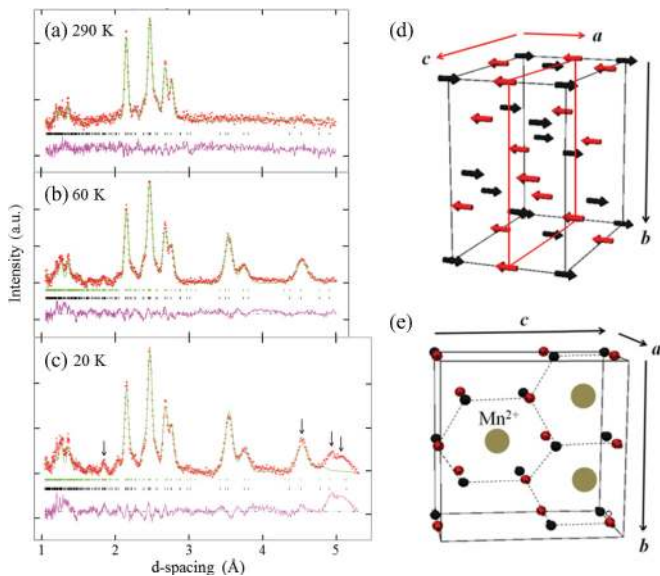 (a) 290 K
(b) 60 K
(c) 20 K
Intensity (a.u.)
1
2
3
4
5
d-spacing (Å)
(d)
a
c
b
(e)
c
a
Mn²⁺
b